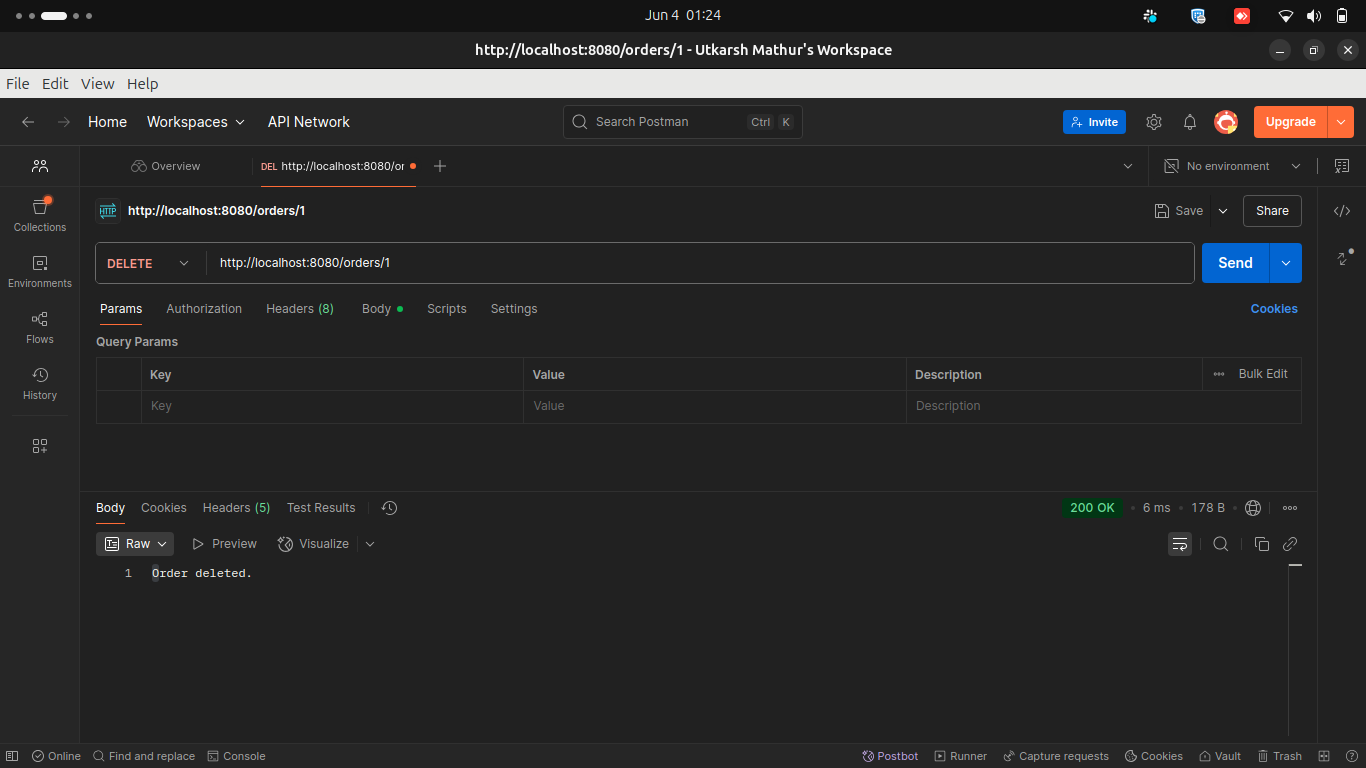 Jun 4 01:24
http://localhost:8080/orders/1 - Utkarsh Mathur's Workspace
File Edit View Help
Home Workspaces API Network Search Postman Ctrl K Invite Upgrade
Overview DEL http://localhost:8080/or No environment
HTTP http://localhost:8080/orders/1 Save Share
Collections
Environments
Flows
History
DELETE http://localhost:8080/orders/1 Send
Params Authorization Headers (8) Body Scripts Settings Cookies
Query Params
Key Value Description Bulk Edit
Key Value Description
Body Cookies Headers (5) Test Results 200 OK • 6 ms • 178 B •
Raw Preview Visualize
1 Order deleted.
Online Find and replace Console Postbot Runner Capture requests Cookies Vault Trash